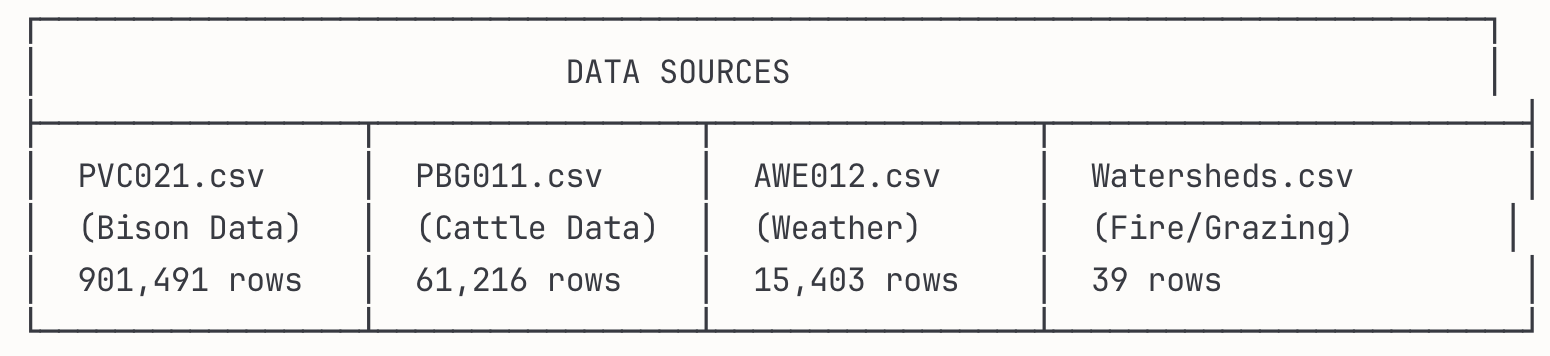 DATA SOURCES
PVC021.csv PBG011.csv AWE012.csv Watersheds.csv
(Bison Data) (Cattle Data) (Weather) (Fire/Grazing)
901,491 rows 61,216 rows 15,403 rows 39 rows